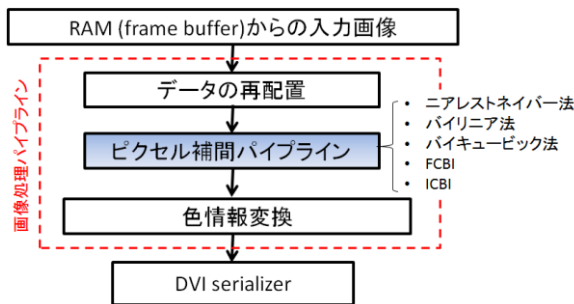 RAM (frame buffer)からの入力画像
画像処理パイプライン
データの再配置
ピクセル補間パイプライン
• ニアレストネイバー法
• バイリニア法
• バイキュービック法
• FCBI
• ICBI
色情報変換
DVI serializer